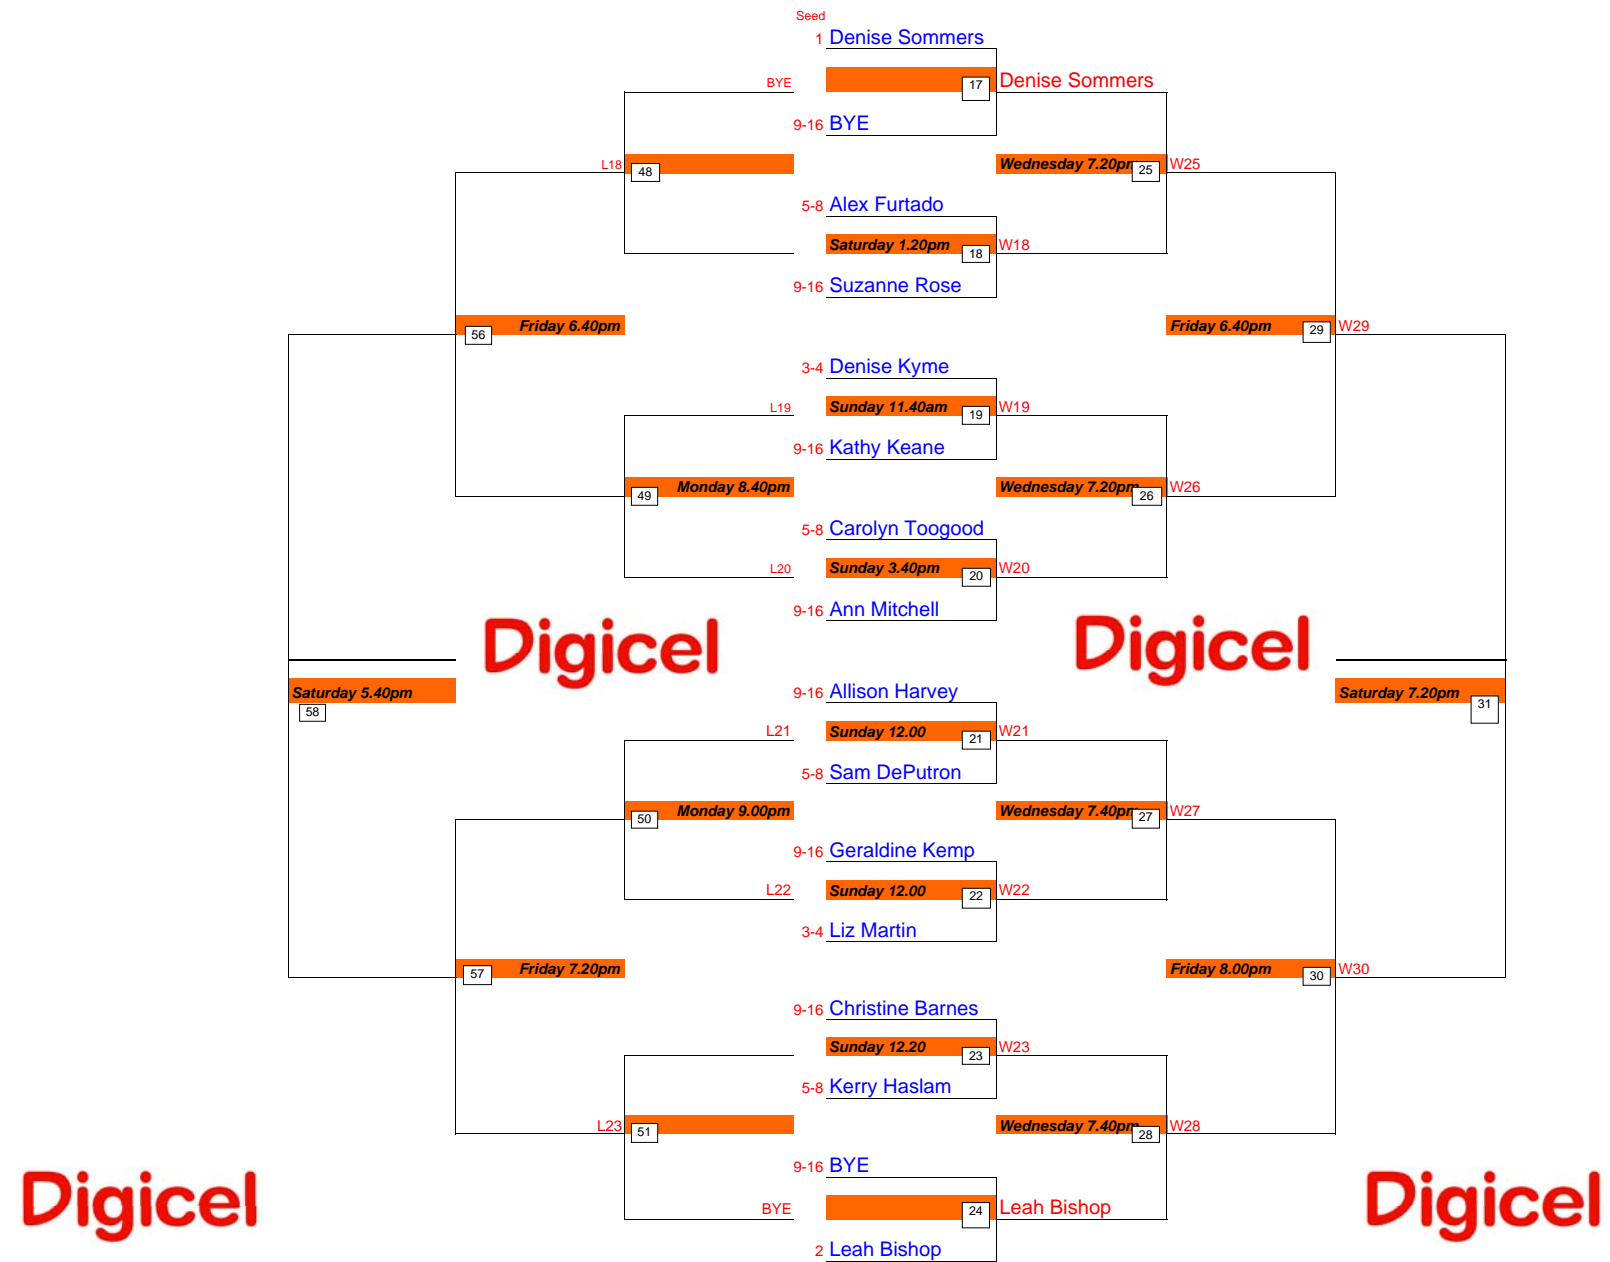 Seed
1 Denise Sommers
BYE 17 Denise Sommers
9-16 BYE
L18 48 Wednesday 7.20pm 25 W25
5-8 Alex Furtado
Saturday 1.20pm 18 W18
9-16 Suzanne Rose
56 Friday 6.40pm Friday 6.40pm 29 W29
3-4 Denise Kyme
L19 Sunday 11.40am 19 W19
9-16 Kathy Keane
49 Monday 8.40pm Wednesday 7.20pm 26 W26
5-8 Carolyn Toogood
L20 Sunday 3.40pm 20 W20
9-16 Ann Mitchell
Digicel Digicel
9-16 Allison Harvey
Saturday 5.40pm Saturday 7.20pm
58 31
L21 Sunday 12.00 21 W21
5-8 Sam DePutron
50 Monday 9.00pm Wednesday 7.40pm 27 W27
9-16 Geraldine Kemp
L22 Sunday 12.00 22 W22
3-4 Liz Martin
57 Friday 7.20pm Friday 8.00pm 30 W30
9-16 Christine Barnes
Sunday 12.20 23 W23
5-8 Kerry Haslam
L23 51 Wednesday 7.40pm 28 W28
9-16 BYE
BYE 24 Leah Bishop
Digicel Digicel
2 Leah Bishop